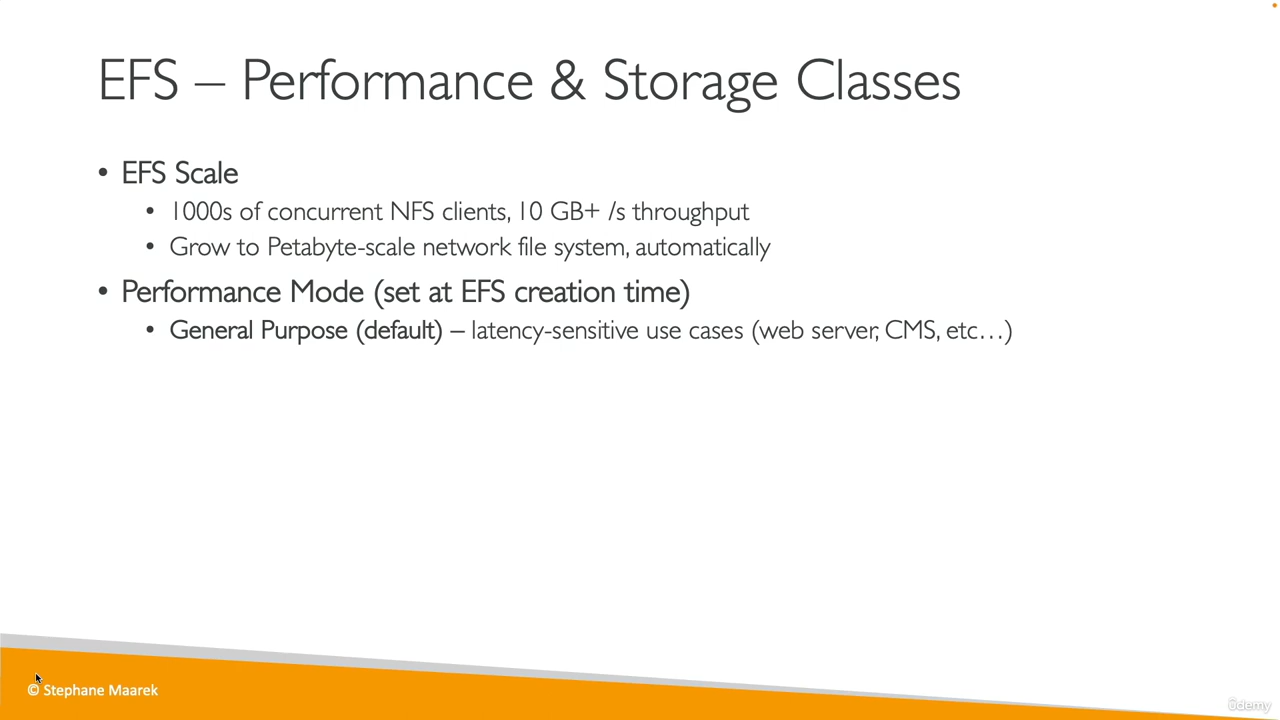 EFS – Performance & Storage Classes
• EFS Scale
• 1000s of concurrent NFS clients, 10 GB+ /s throughput
• Grow to Petabyte-scale network file system, automatically
• Performance Mode (set at EFS creation time)
• General Purpose (default) – latency-sensitive use cases (web server, CMS, etc…)
© Stephane Maarek
ûdemy